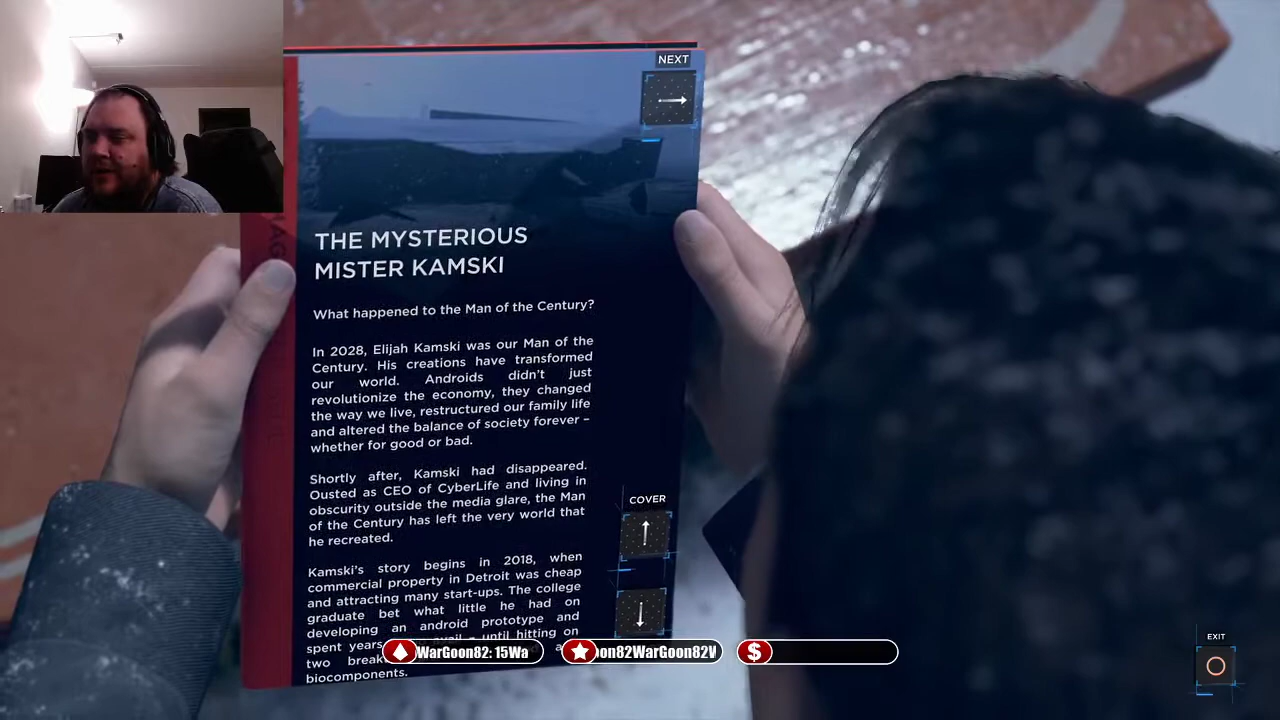 NEXT
THE MYSTERIOUS
MISTER KAMSKI
What happened to the Man of the Century?
In 2028, Elijah Kamski was our Man of the
Century. His creations have transformed
our world. Androids didn't just
revolutionize the economy, they changed
the way we live, restructured our family life
and altered the balance of society forever –
whether for good or bad.
Shortly after, Kamski had disappeared.
Ousted as CEO of CyberLife and living in
obscurity outside the media glare, the Man
of the Century has left the very world that
he recreated.
COVER
Kamski's story begins in 2018, when
commercial property in Detroit was cheap
and attracting many start-ups. The college
graduate bet what little he had on
developing an android prototype and
spent years until hitting on
two
biocomponents.
WarGoon82: 15Wa
oon82WarGoon82W
$
EXIT